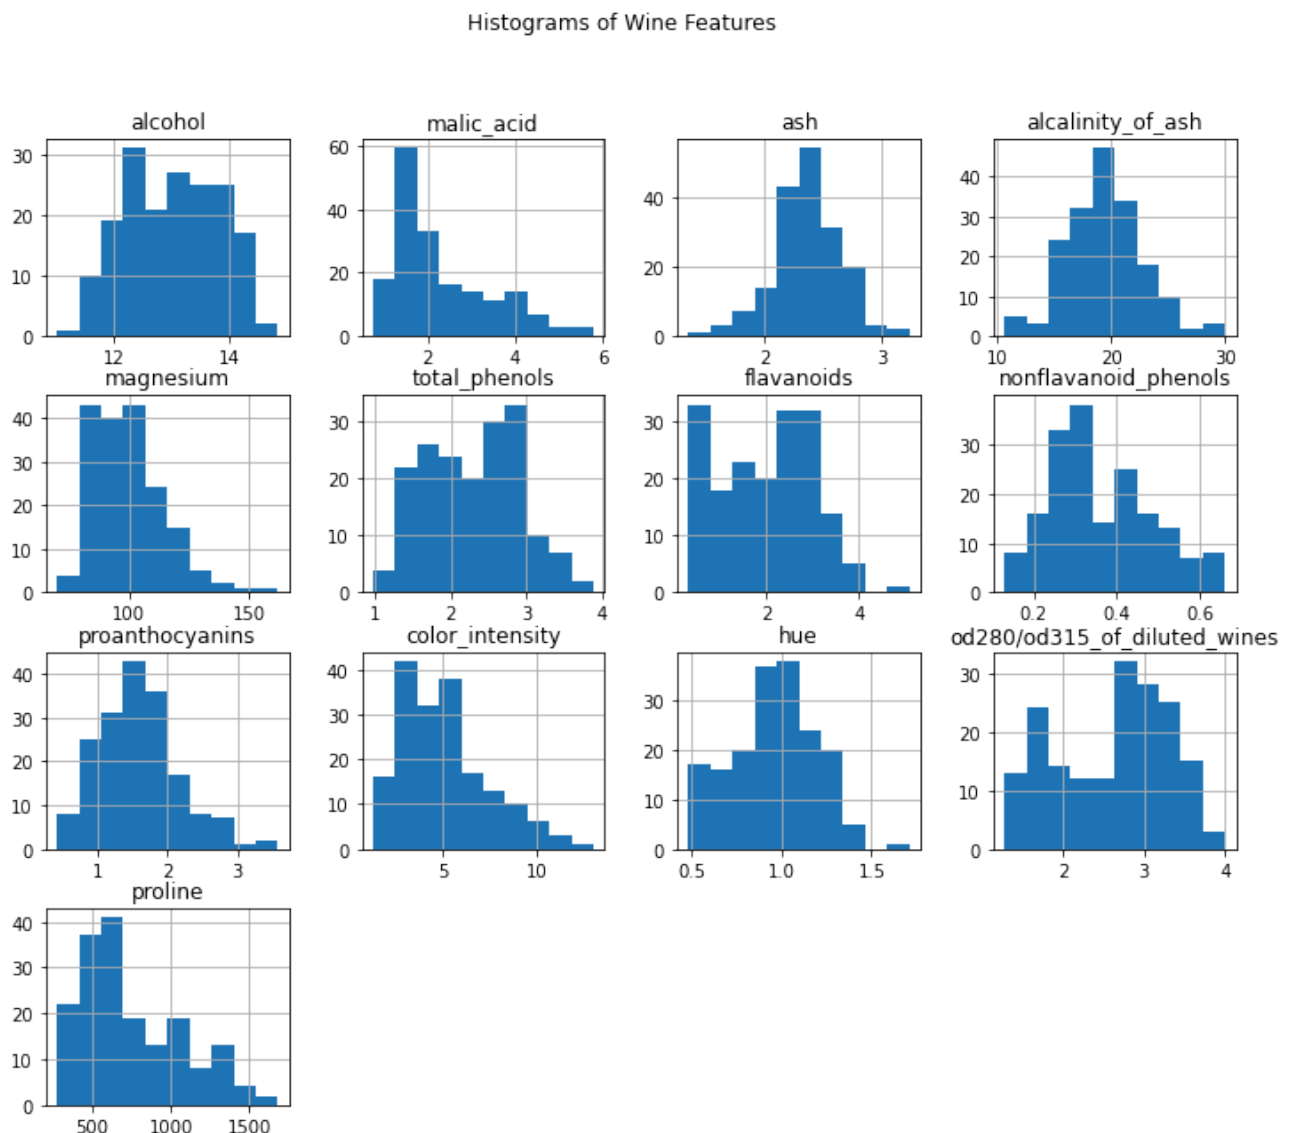 Histograms of Wine Features
alcohol
30
20
10
0
12 14
malic_acid
60
40
20
0
2 4 6
ash
40
20
0
2 3
alcalinity_of_ash
40
30
20
10
0
10 20 30
magnesium
40
30
20
10
0
100 150
total_phenols
30
20
10
0
1 2 3 4
flavanoids
30
20
10
0
2 4
nonflavanoid_phenols
30
20
10
0
0.2 0.4 0.6
proanthocyanins
40
30
20
10
0
1 2 3
color_intensity
40
30
20
10
0
5 10
hue
30
20
10
0
0.5 1.0 1.5
od280/od315_of_diluted_wines
30
20
10
0
2 3 4
proline
40
30
20
10
0
500 1000 1500